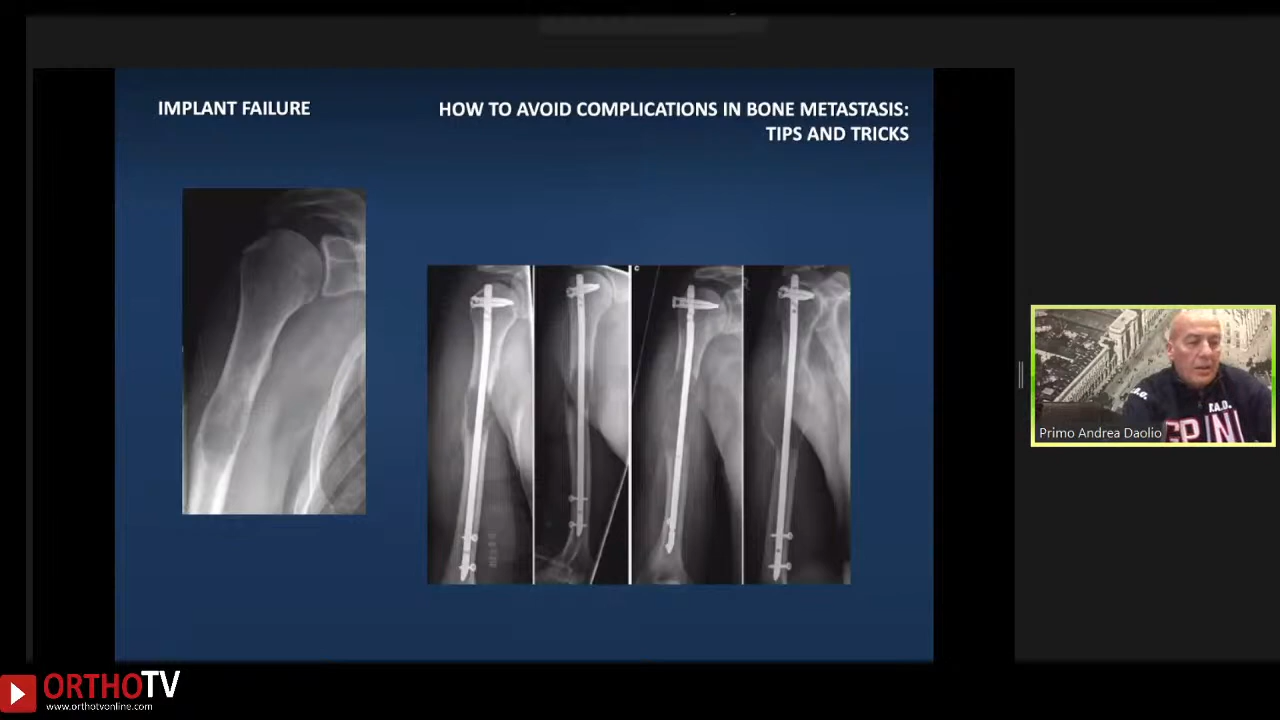 IMPLANT FAILURE
HOW TO AVOID COMPLICATIONS IN BONE METASTASIS:
TIPS AND TRICKS
Primo Andrea Daolio
ORTHOTV
www.orthotvonline.com